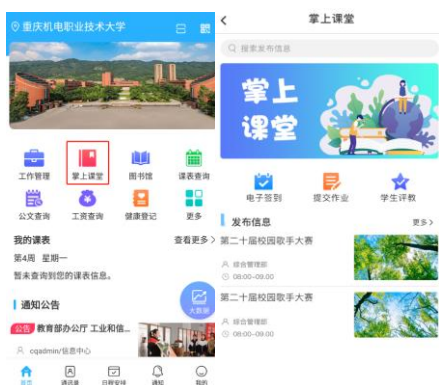 重庆机电职业技术大学
工作管理 掌上课堂 图书馆 课表查询
公文查询 工资查询 健康登记 更多
我的课表 查看更多>
第4周 星期一
暂未查询到您的课表信息。
大数据
通知公告
公告 教育部办公厅 工业和信...
cqadmin/信息中心
首页 通讯录 日程安排 通知 我的
掌上课堂
搜索发布信息
掌上
课堂
电子签到 提交作业 学生评教
发布信息 更多>
第二十届校园歌手大赛
综合管理部
08:00-09:00
第二十届校园歌手大赛
综合管理部
08:00-09:00